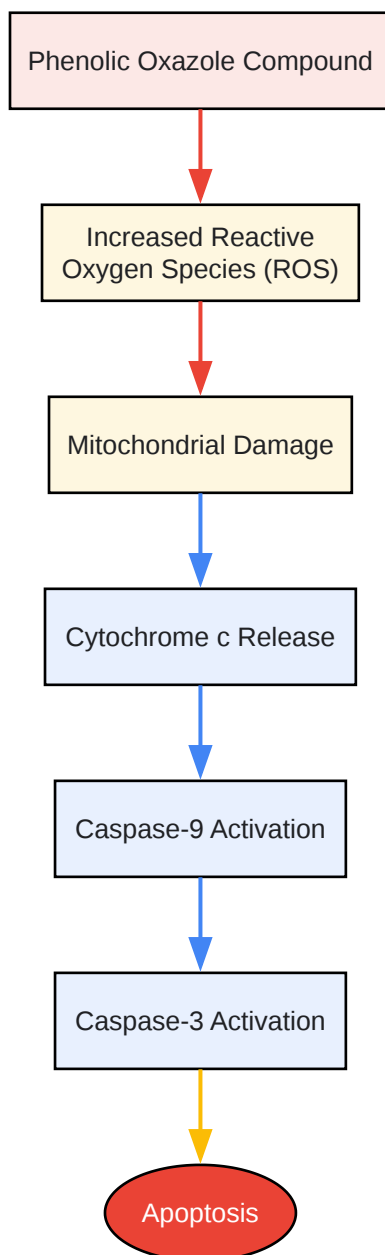 Phenolic Oxazole Compound
Increased Reactive
Oxygen Species (ROS)
Mitochondrial Damage
Cytochrome c Release
Caspase-9 Activation
Caspase-3 Activation
Apoptosis